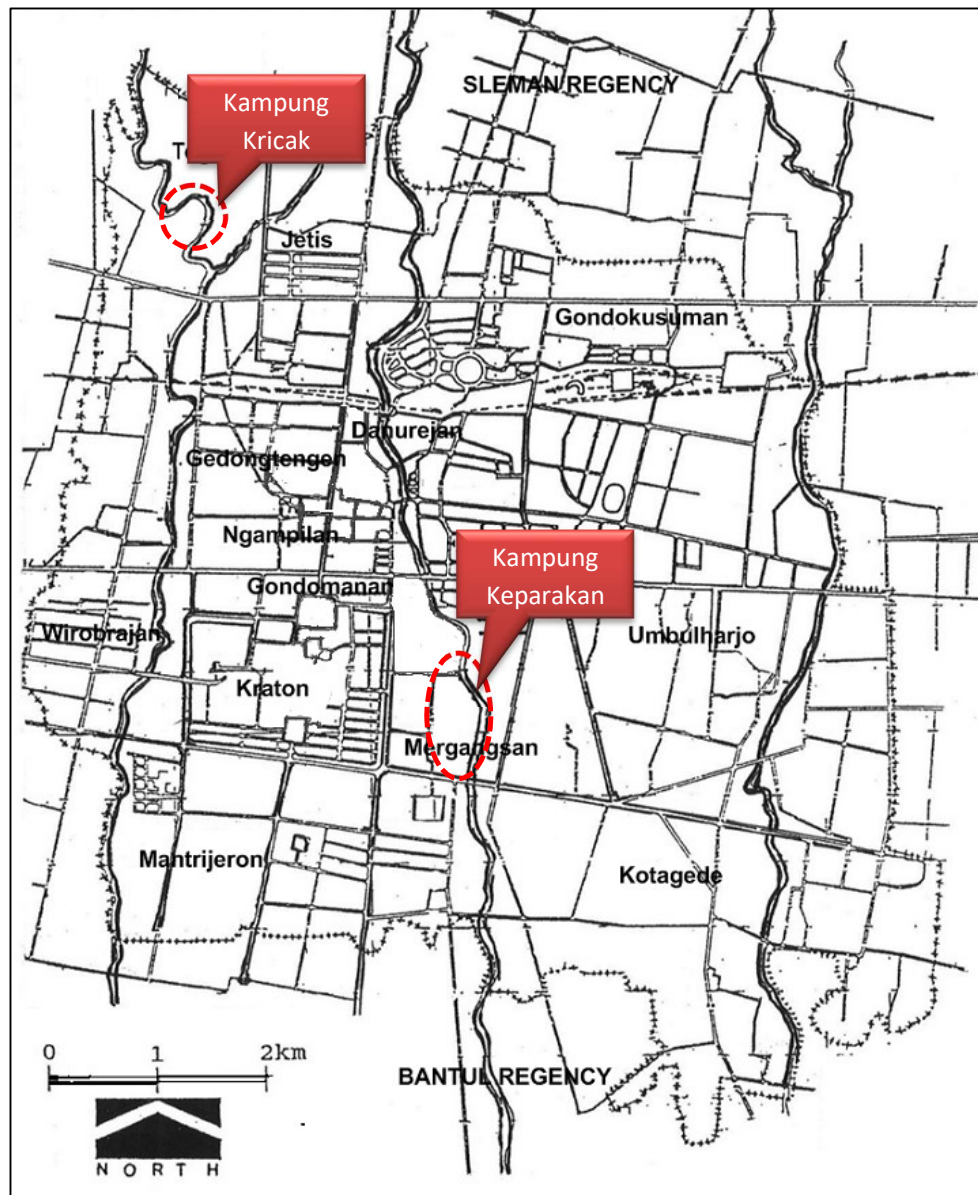 SLEMAN REGENCY
Kampung
Kricak
Jetis
Gondokusuman
Danurejan
Gedongtengen
Ngampilan
Kampung
Keparakan
Gondomanan
Wirobrajan
Umbulharjo
Kraton
Mergangsan
Mantrijeron
Kotagede
0 1 2km
BANTUL REGENCY
NORTH